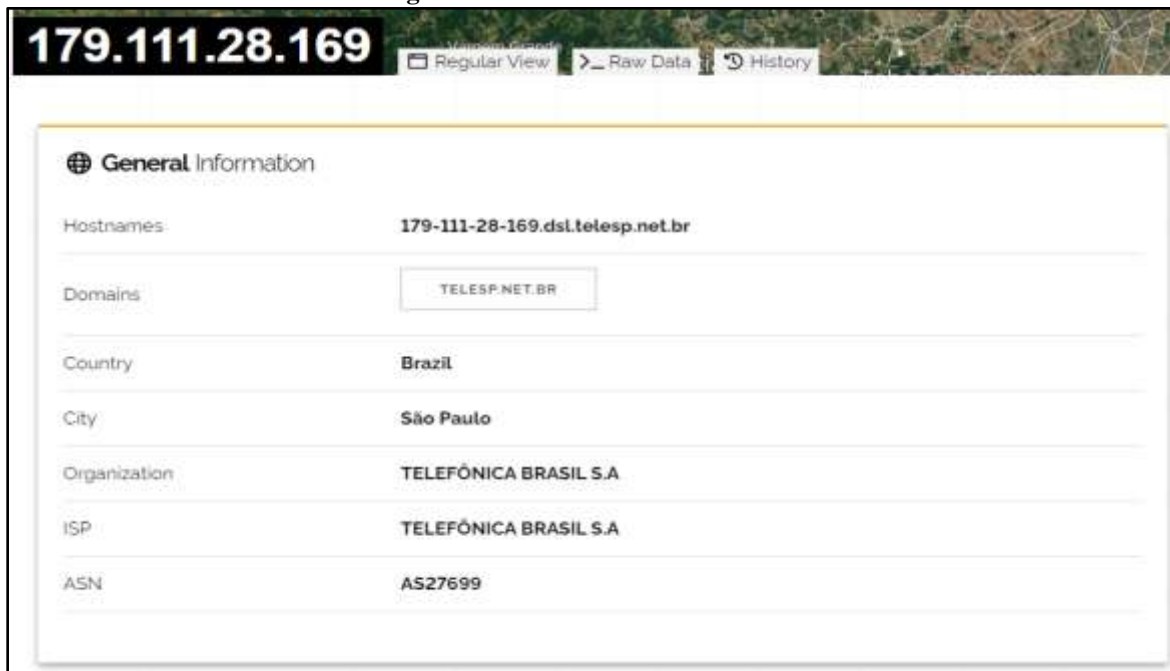 179.111.28.169
Regular View >_ Raw Data History
General Information
Hostnames 179-111-28-169.dsl.telesp.net.br
Domains TELESP.NET.BR
Country Brazil
City São Paulo
Organization TELEFÔNICA BRASIL S.A
ISP TELEFÔNICA BRASIL S.A
ASN AS27699